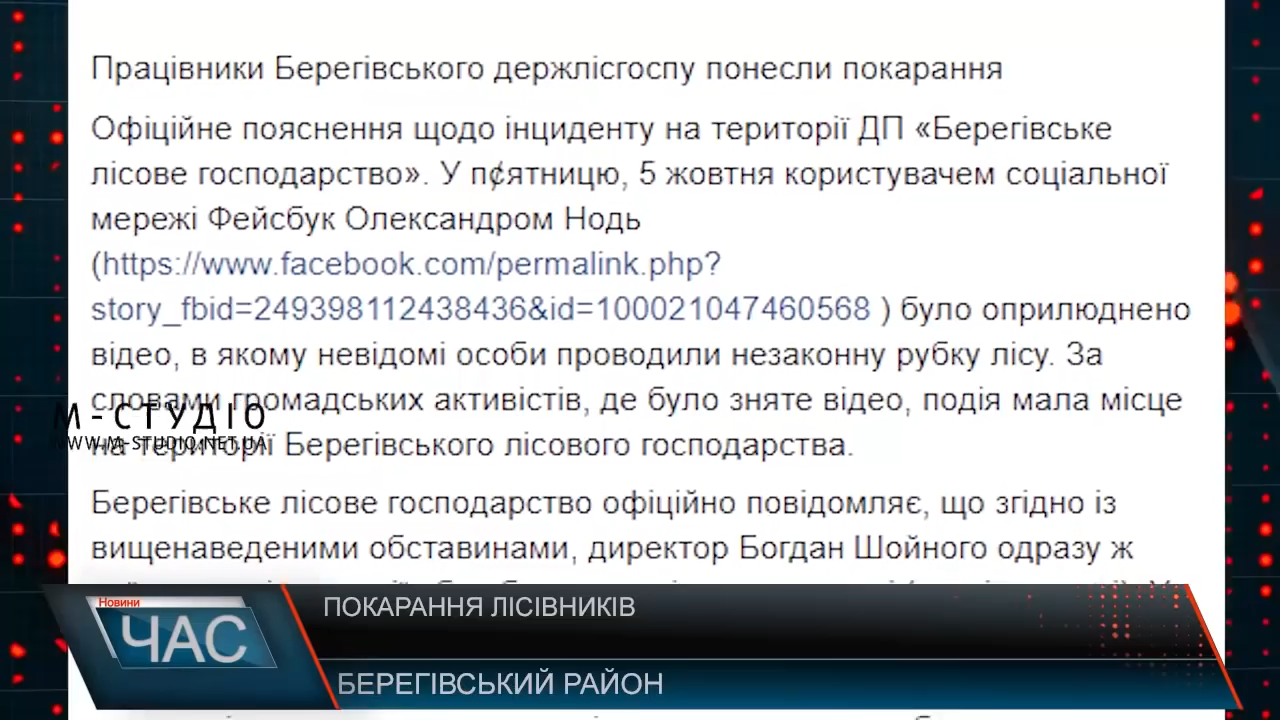 Працівники Берегівського держлісгоспу понесли покарання
Офіційне пояснення щодо інциденту на території ДП «Берегівське
лісове господарство». У п¢ятницю, 5 жовтня користувачем соціальної
мережі Фейсбук Олександром Нодь
(https://www.facebook.com/permalink.php?
story_fbid=249398112438436&id=100021047460568 ) було оприлюднено
відео, в якому невідомі особи проводили незаконну рубку лісу. За
словами громадських активістів, де було зняте відео, подія мала місце
на території Берегівського лісового господарства.
М-СТУДІО
WWW.M-STUDIO.NET.UA
Берегівське лісове господарство офіційно повідомляє, що згідно із
вищенаведеними обставинами, директор Богдан Шойного одразу ж
Новини
ЧАС
ПОКАРАННЯ ЛІСІВНИКІВ
БЕРЕГІВСЬКИЙ РАЙОН